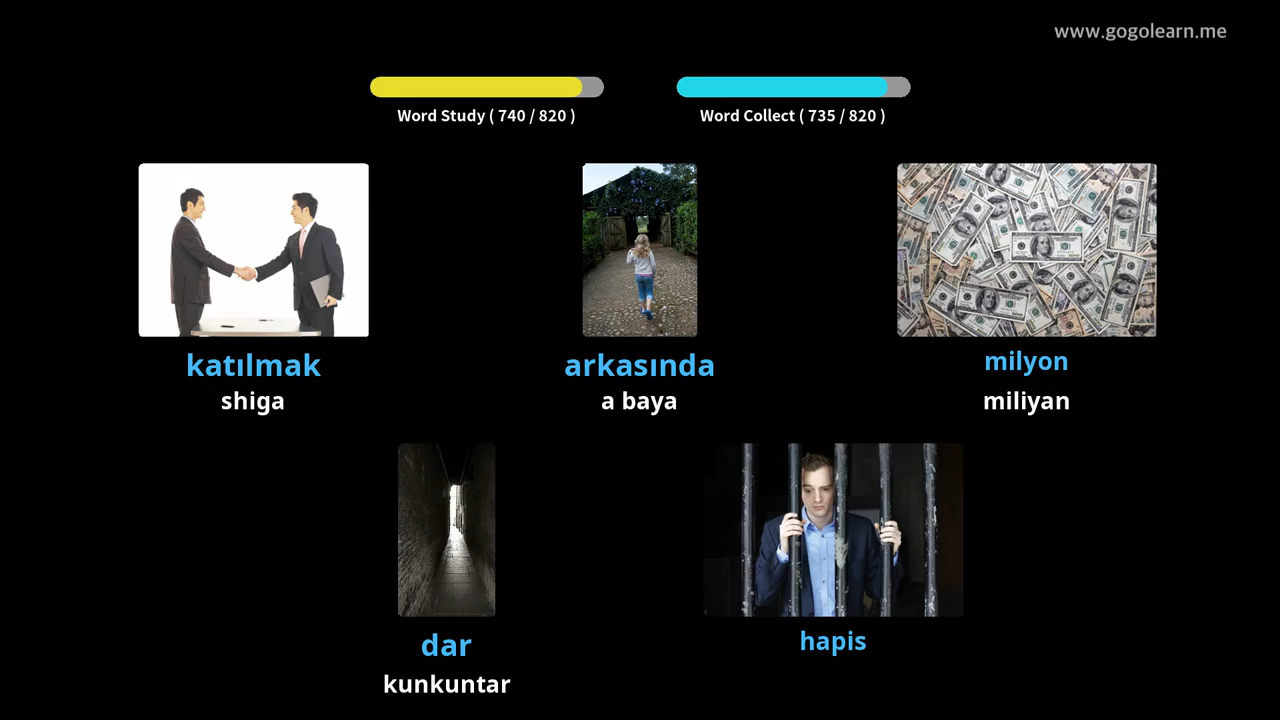 www.gogolearn.me
Word Study ( 740 / 820 )
Word Collect ( 735 / 820 )
katılmak
shiga
arkasında
a baya
milyon
miliyan
dar
kunkuntar
hapis